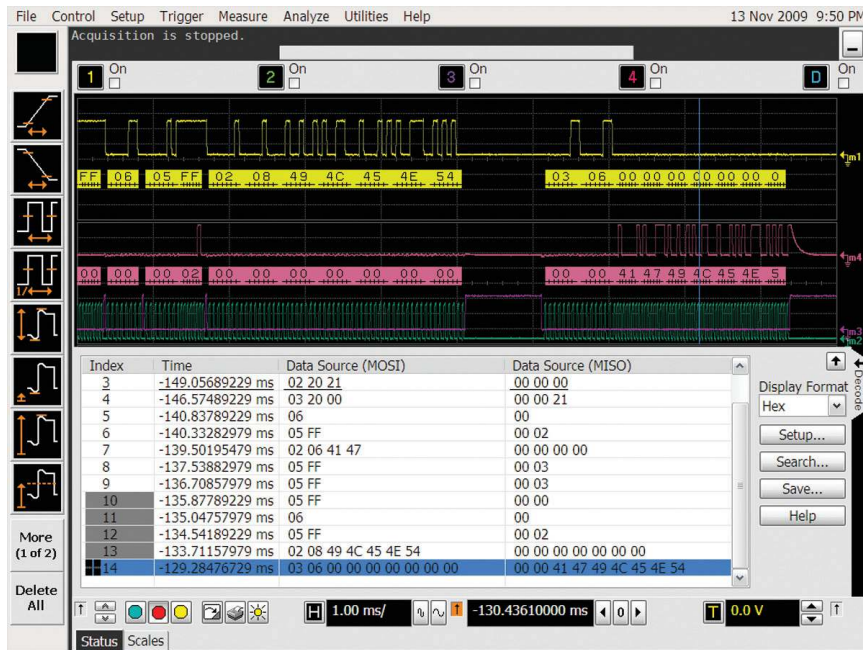 File Control Setup Trigger Measure Analyze Utilities Help 13 Nov 2009 9:50 PM
Acquisition is stopped.
1 On 2 On 3 On 4 On D On
m1
FF 06 05 FF 02 08 49 4C 45 4E 54 03 06 00 00 00 00 00 00 0
m4
00 00 00 02 00 00 00 00 00 00 00 00 00 41 47 49 4C 45 4E 5
m3
m2
Index Time Data Source (MOSI) Data Source (MISO)
3 -149.05689229 ms 02 20 21 00 00 00
4 -146.57489229 ms 03 20 00 00 00 21
5 -140.83789229 ms 06 00
6 -140.33282979 ms 05 FF 00 02
7 -139.50195479 ms 02 06 41 47 00 00 00 00
8 -137.53882979 ms 05 FF 00 03
9 -136.70857979 ms 05 FF 00 03
10 -135.87789229 ms 05 FF 00 00
11 -135.04757979 ms 06 00
12 -134.54189229 ms 05 FF 00 02
13 -133.71157979 ms 02 08 49 4C 45 4E 54 00 00 00 00 00 00 00
14 -129.28476729 ms 03 06 00 00 00 00 00 00 00 00 00 41 47 49 4C 45 4E 54
Decode
Display Format
Hex
Setup...
Search...
Save...
Help
1/
More
(1 of 2)
Delete
All
H 1.00 ms/ -130.43610000 ms 0 T 0.0 V
Status Scales